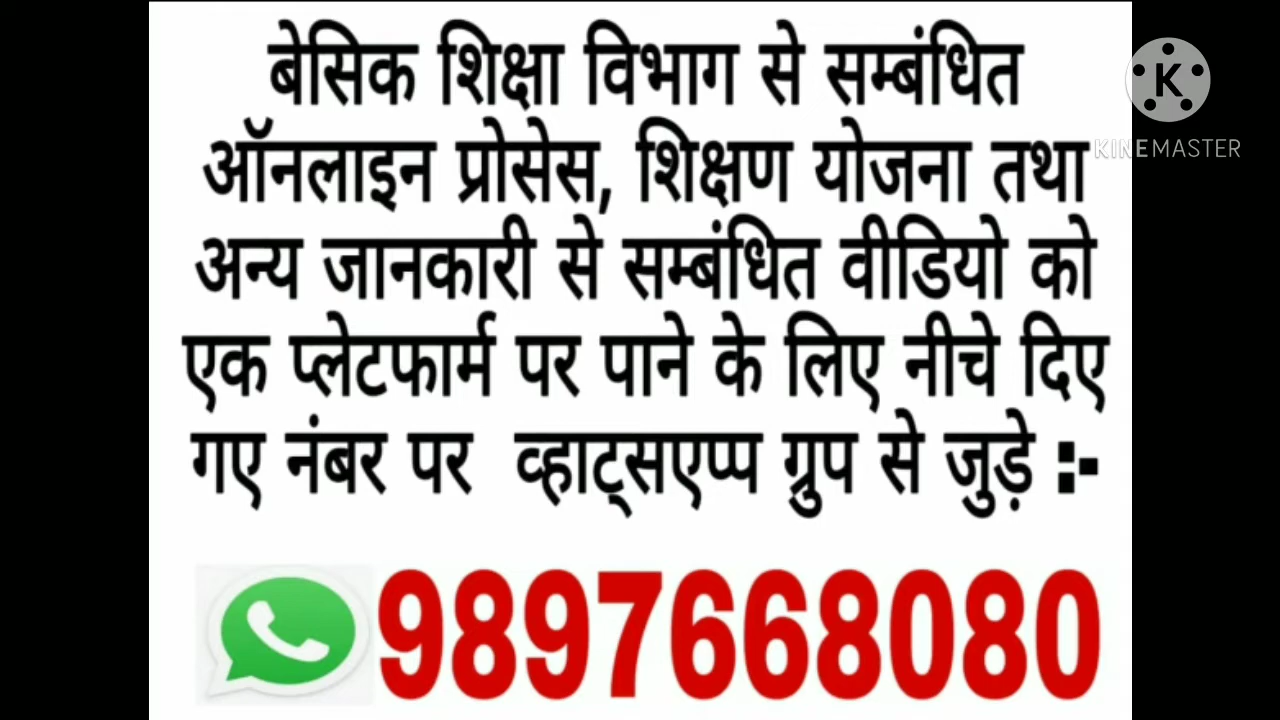 बेसिक शिक्षा विभाग से सम्बंधित
ऑनलाइन प्रोसेस, शिक्षण योजना तथा
अन्य जानकारी से सम्बंधित वीडियो को
एक प्लेटफार्म पर पाने के लिए नीचे दिए
गए नंबर पर व्हाट्सएप्प ग्रुप से जुड़े :-
9897668080
K
KINEMASTER